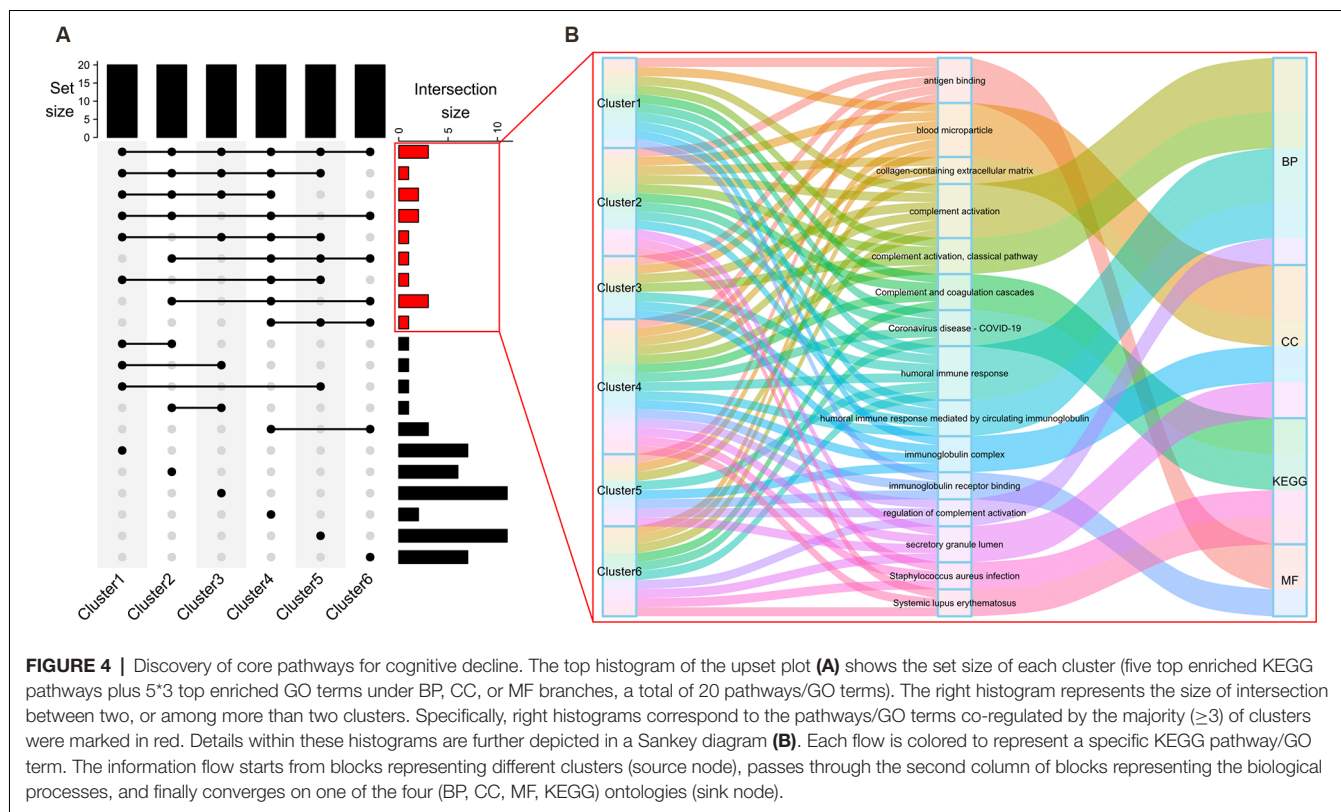 A
B
20
15
10
5
0
Set
size
Intersection
size
0
5
10
Cluster1
Cluster2
Cluster3
Cluster4
Cluster5
Cluster6
Cluster1
Cluster2
Cluster3
Cluster4
Cluster5
Cluster6
antigen binding
blood microparticle
collagen-containing extracellular matrix
complement activation
complement activation, classical pathway
Complement and coagulation cascades
Coronavirus disease - COVID-19
humoral immune response
humoral immune response mediated by circulating immunoglobulin
immunoglobulin complex
immunoglobulin receptor binding
regulation of complement activation
secretory granule lumen
Staphylococcus aureus infection
Systemic lupus erythematosus
BP
CC
KEGG
MF
FIGURE 4 | Discovery of core pathways for cognitive decline. The top histogram of the upset plot (A) shows the set size of each cluster (five top enriched KEGG
pathways plus 5*3 top enriched GO terms under BP, CC, or MF branches, a total of 20 pathways/GO terms). The right histogram represents the size of intersection
between two, or among more than two clusters. Specifically, right histograms correspond to the pathways/GO terms co-regulated by the majority (≥3) of clusters
were marked in red. Details within these histograms are further depicted in a Sankey diagram (B). Each flow is colored to represent a specific KEGG pathway/GO
term. The information flow starts from blocks representing different clusters (source node), passes through the second column of blocks representing the biological
processes, and finally converges on one of the four (BP, CC, MF, KEGG) ontologies (sink node).